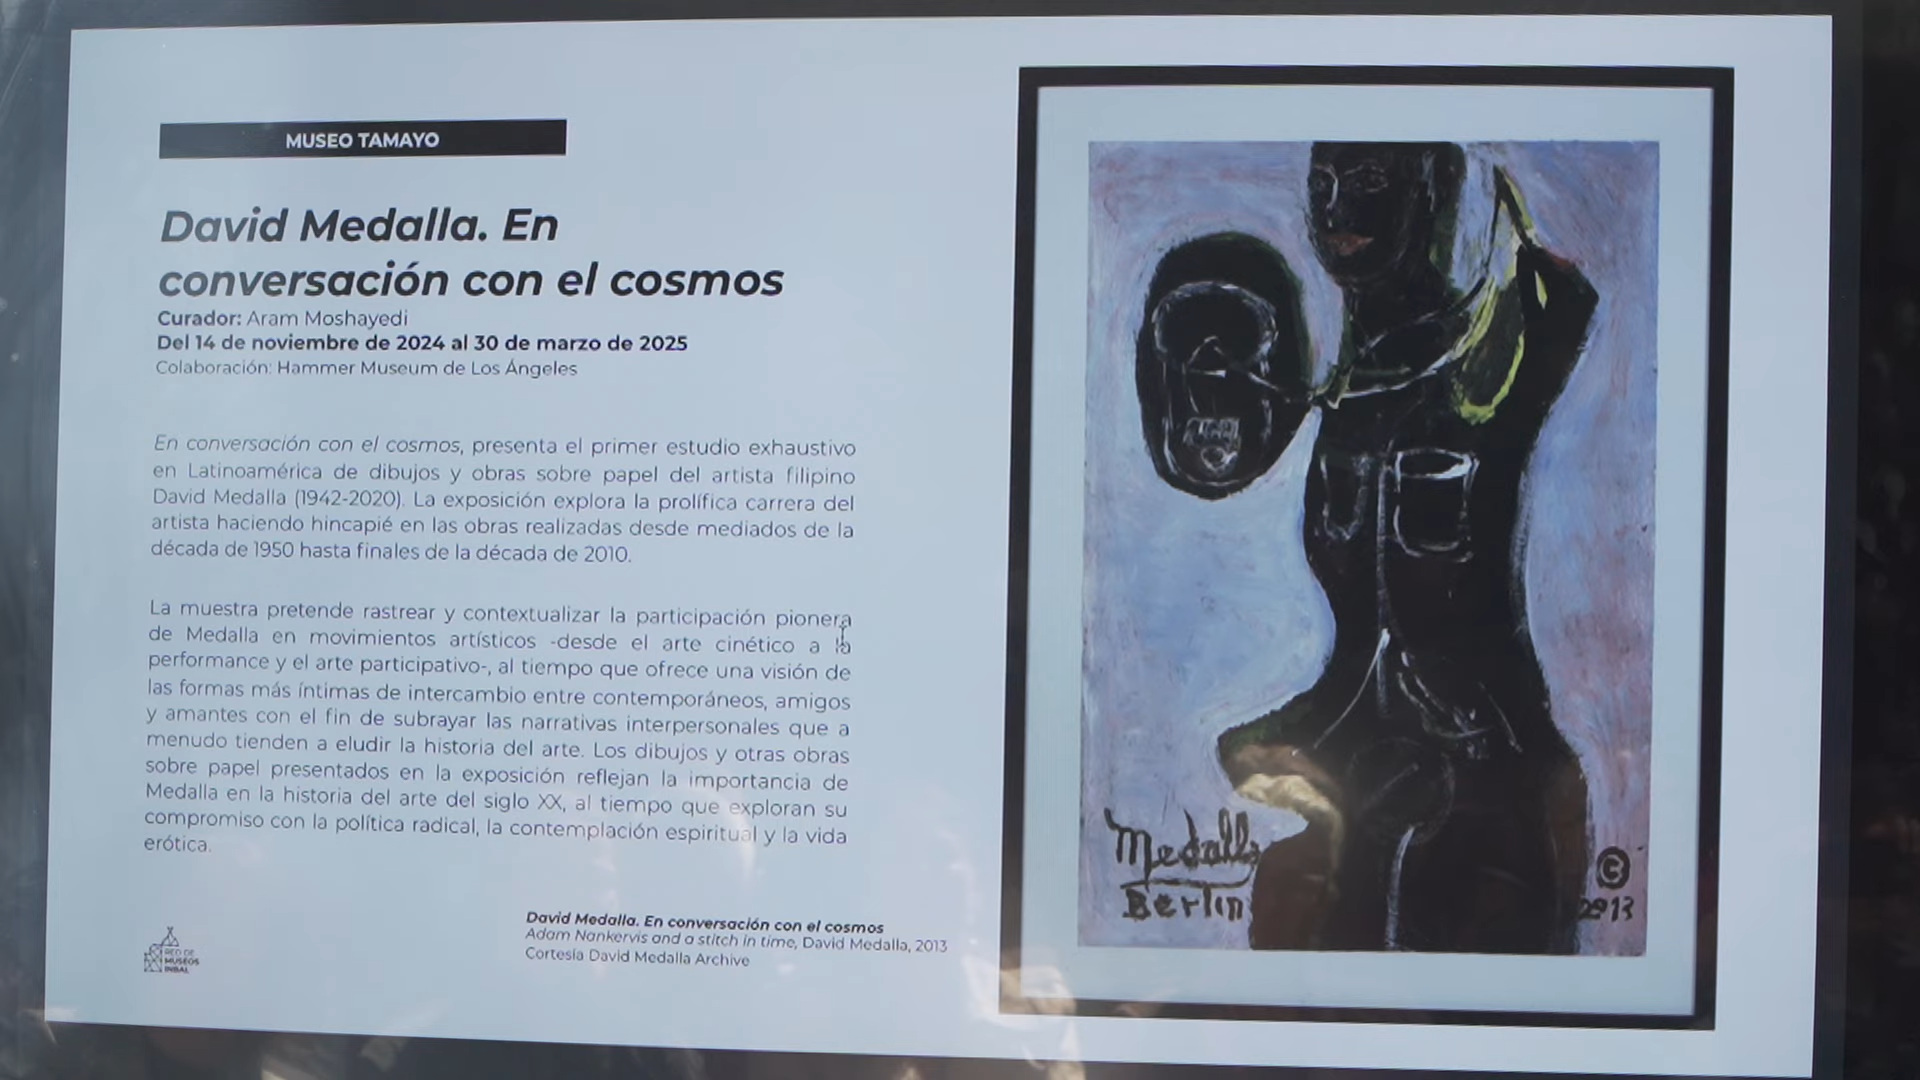 MUSEO TAMAYO
David Medalla. En
conversación con el cosmos
Curador: Aram Moshayedi
Del 14 de noviembre de 2024 al 30 de marzo de 2025
Colaboración: Hammer Museum de Los Ángeles
En conversación con el cosmos, presenta el primer estudio exhaustivo
en Latinoamérica de dibujos y obras sobre papel del artista filipino
David Medalla (1942-2020). La exposición explora la prolífica carrera del
artista haciendo hincapié en las obras realizadas desde mediados de la
década de 1950 hasta finales de la década de 2010.
La muestra pretende rastrear y contextualizar la participación pionera
de Medalla en movimientos artísticos -desde el arte cinético a la
performance y el arte participativo-, al tiempo que ofrece una visión de
las formas más íntimas de intercambio entre contemporáneos, amigos
y amantes con el fin de subrayar las narrativas interpersonales que a
menudo tienden a eludir la historia del arte. Los dibujos y otras obras
sobre papel presentados en la exposición reflejan la importancia de
Medalla en la historia del arte del siglo XX, al tiempo que exploran su
compromiso con la política radical, la contemplación espiritual y la vida
erótica.
RED DE
MUSEOS
INBAL
David Medalla. En conversación con el cosmos
Adam Nankervis and a stitch in time, David Medalla, 2013
Cortesía David Medalla Archive
Medalla
Berlin
©
2013